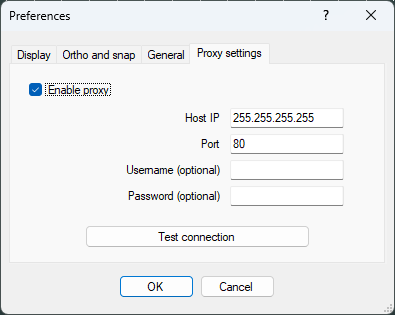 Preferences
?
Display Ortho and snap General Proxy settings
Enable proxy
Host IP 255.255.255.255
Port 80
Username (optional)
Password (optional)
Test connection
OK Cancel